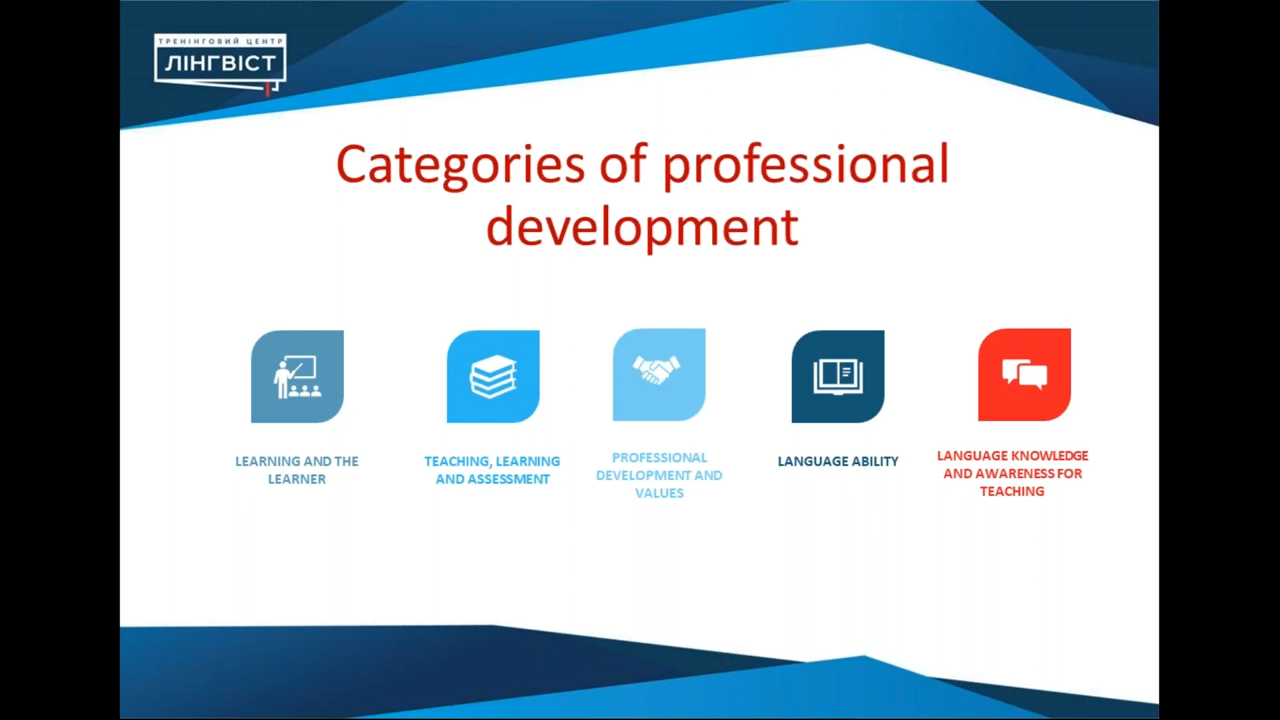 ТРЕНІНГОВИЙ ЦЕНТР
ЛІНГВІСТ
Categories of professional
development
LEARNING AND THE
LEARNER
TEACHING, LEARNING
AND ASSESSMENT
PROFESSIONAL
DEVELOPMENT AND
VALUES
LANGUAGE ABILITY
LANGUAGE KNOWLEDGE
AND AWARENESS FOR
TEACHING